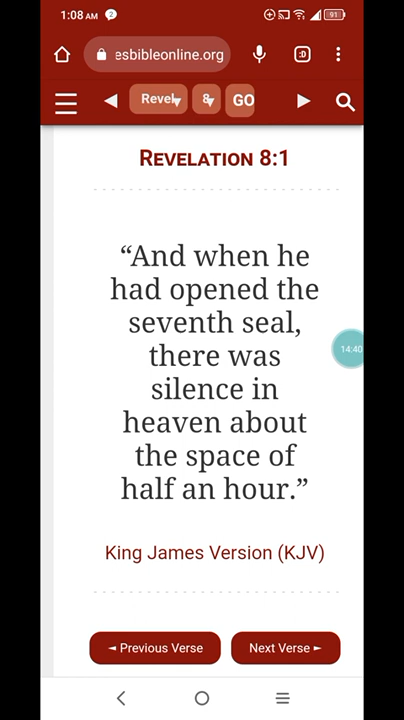 1:08 AM 2 91
esbibleonline.org :D
Revel 8 GO
REVELATION 8:1
“And when he
had opened the
seventh seal,
there was
14:40
silence in
heaven about
the space of
half an hour.”
King James Version (KJV)
◄ Previous Verse Next Verse ►